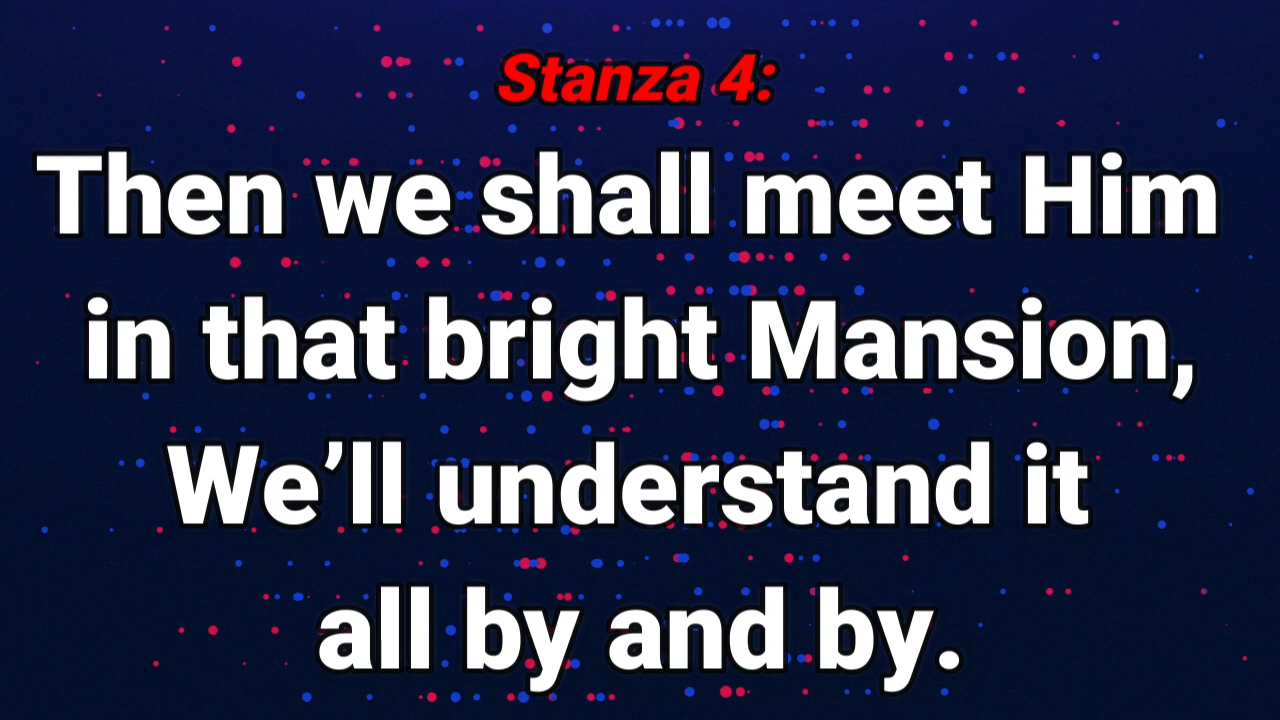 Stanza 4:
Then we shall meet Him
in that bright Mansion,
We’ll understand it
all by and by.